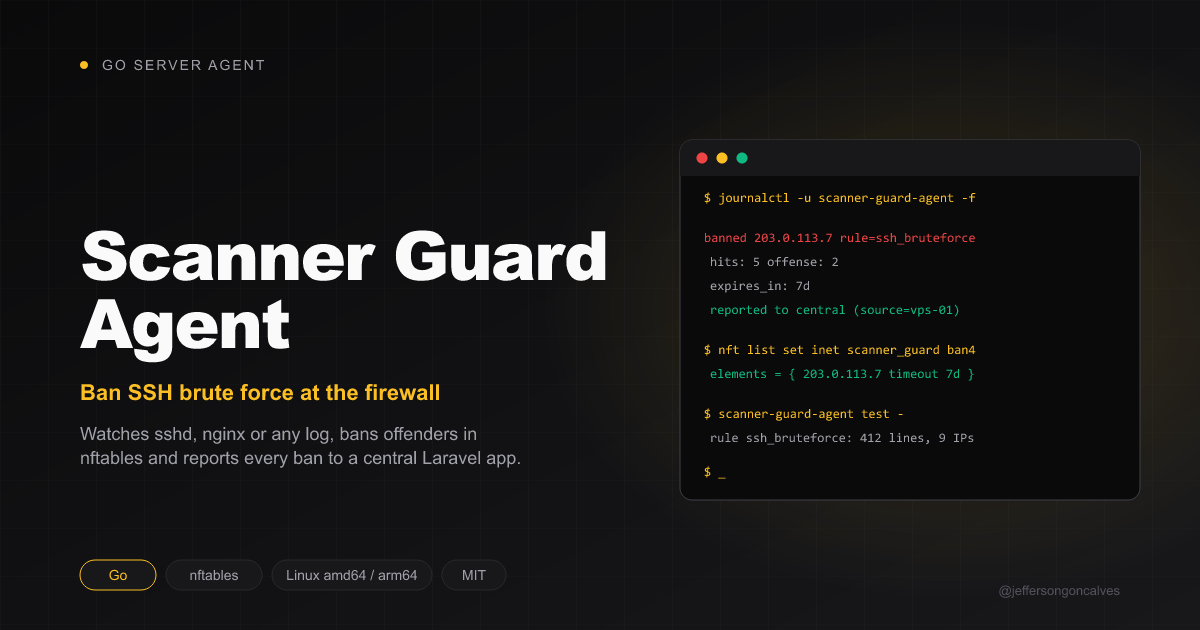 GO SERVER AGENT
Scanner Guard
Agent
Ban SSH brute force at the firewall
Watches sshd, nginx or any log, bans offenders in
nftables and reports every ban to a central Laravel app.
Go
nftables
Linux amd64 / arm64
MIT
$ journalctl -u scanner-guard-agent -f
banned 203.0.113.7 rule=ssh_bruteforce
hits: 5 offense: 2
expires_in: 7d
reported to central (source=vps-01)
$ nft list set inet scanner_guard ban4
elements = { 203.0.113.7 timeout 7d }
$ scanner-guard-agent test -
rule ssh_bruteforce: 412 lines, 9 IPs
$ _
@jeffersongoncalves